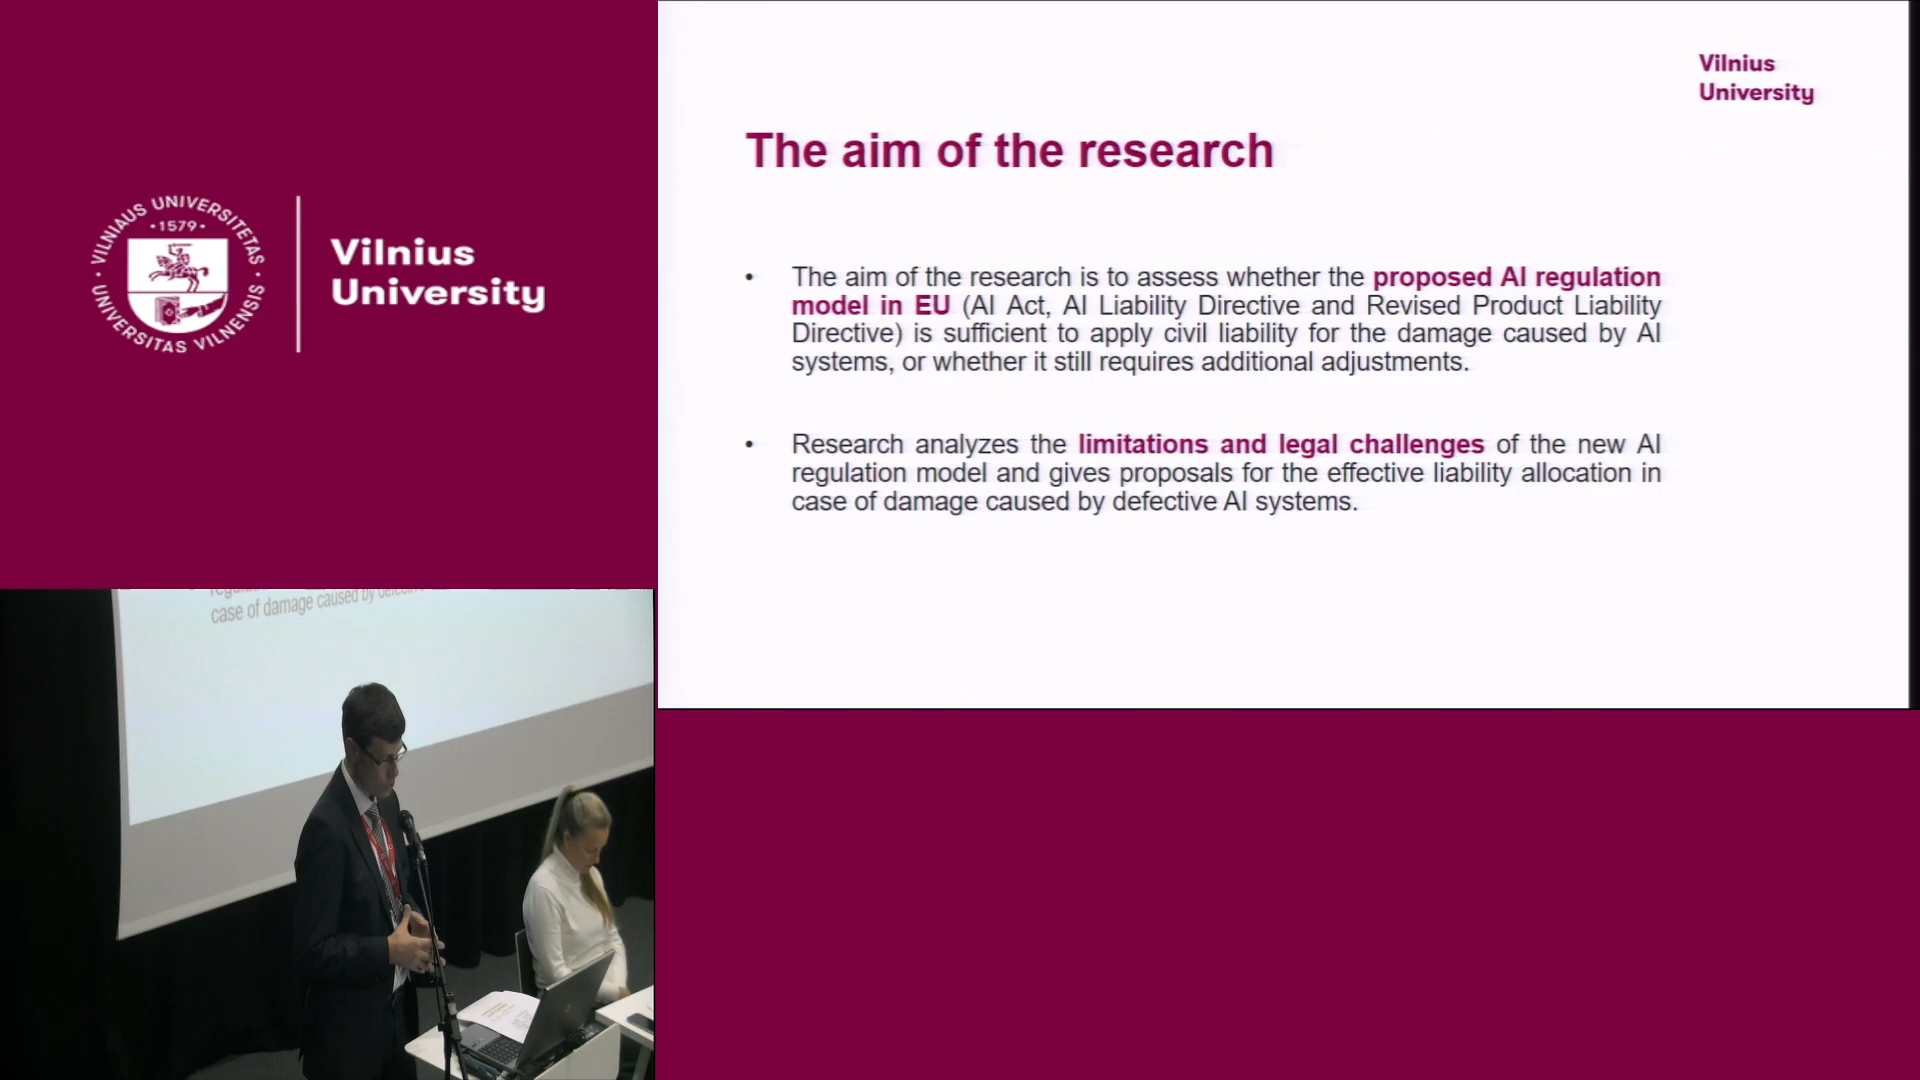 VILNIAUS UNIVERSITETAS
•1579•
UNIVERSITAS VILNENSIS
Vilnius
University
Vilnius
University
The aim of the research
• The aim of the research is to assess whether the proposed AI regulation
model in EU (AI Act, AI Liability Directive and Revised Product Liability
Directive) is sufficient to apply civil liability for the damage caused by AI
systems, or whether it still requires additional adjustments.
• Research analyzes the limitations and legal challenges of the new AI
regulation model and gives proposals for the effective liability allocation in
case of damage caused by defective AI systems.
case of damage caused by